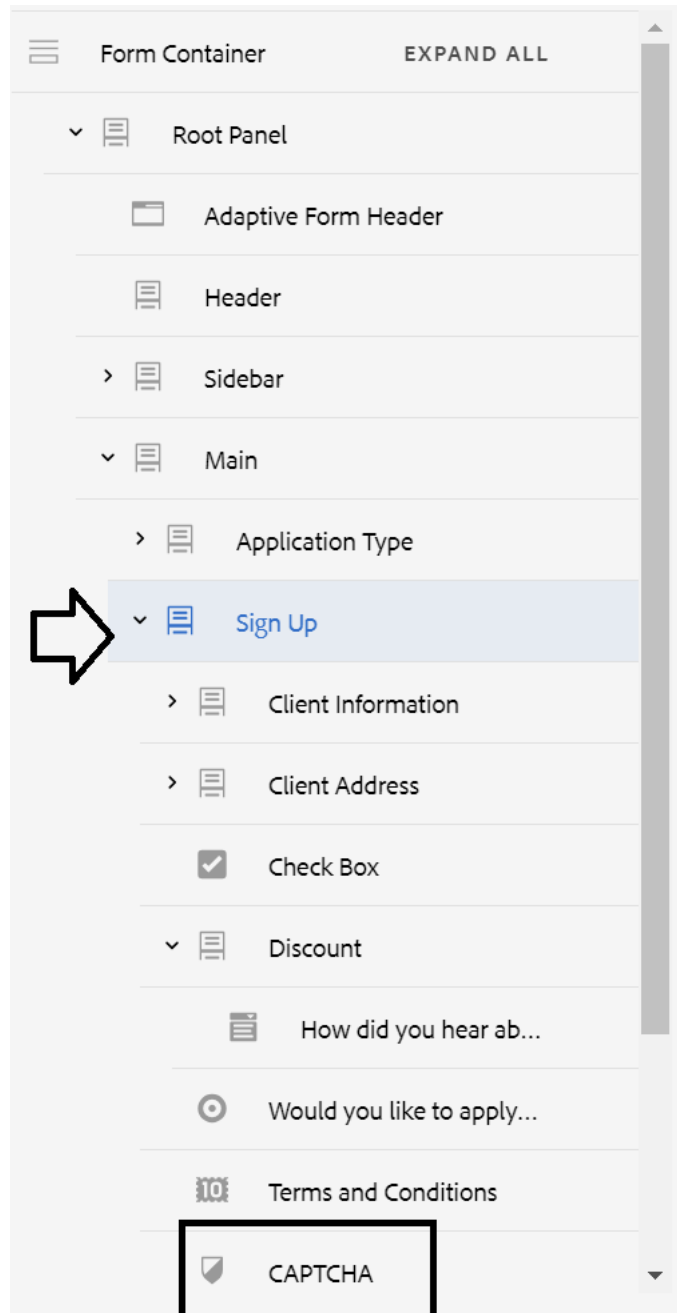 Form Container EXPAND ALL
Root Panel
Adaptive Form Header
Header
Sidebar
Main
Application Type
Sign Up
Client Information
Client Address
Check Box
Discount
How did you hear ab...
Would you like to apply...
10 Terms and Conditions
CAPTCHA